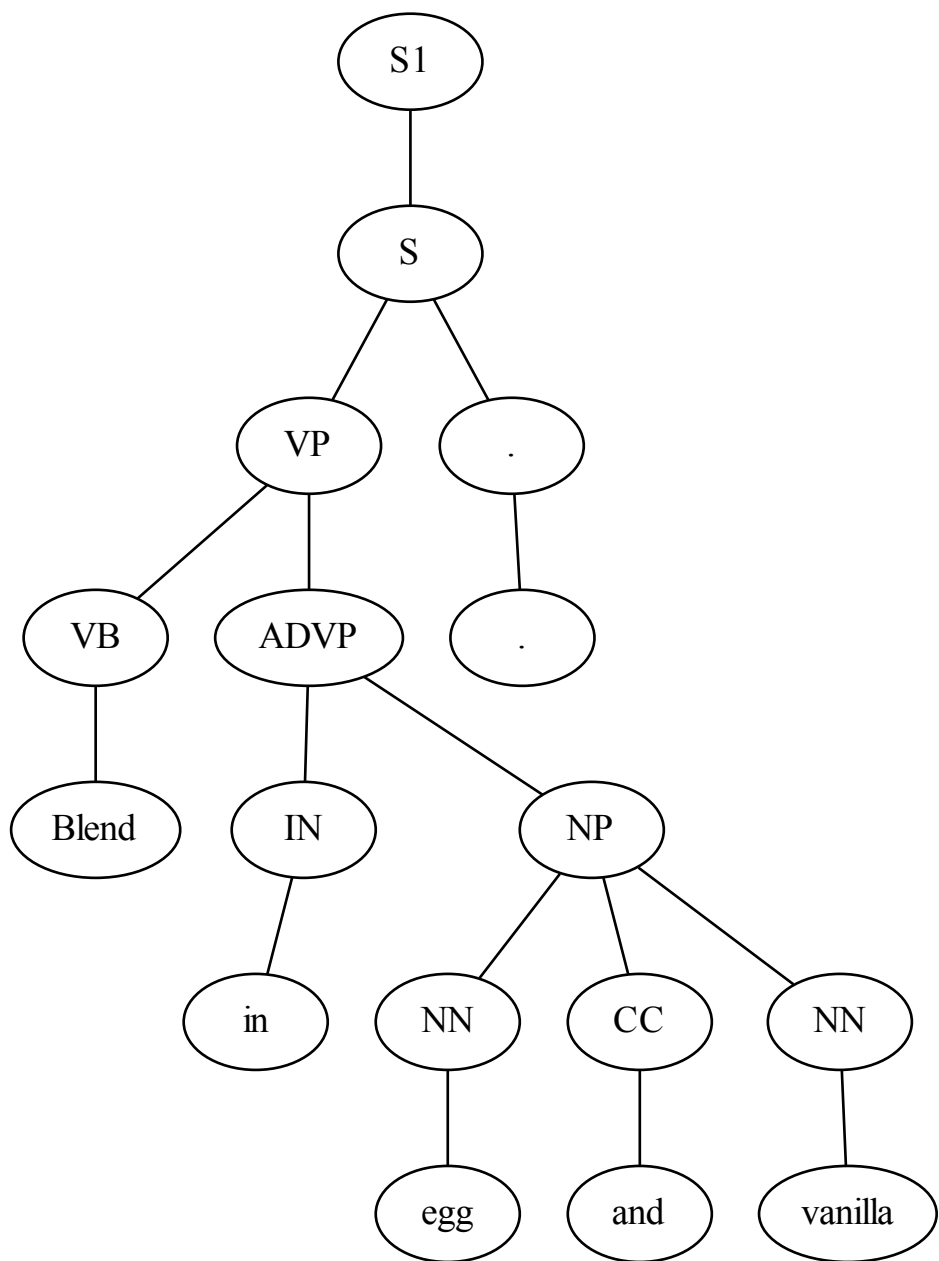 S1
S
VP .
VB ADVP .
Blend IN NP
in NN CC NN
egg and vanilla